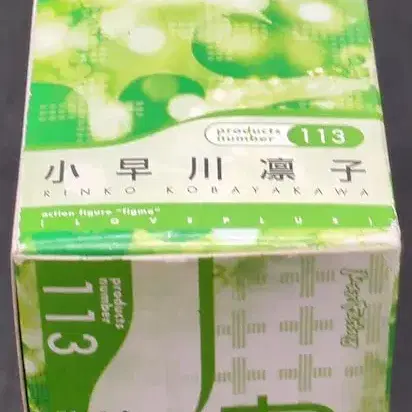 products
number 113
小早川凛子
RINKO KOBAYAKAWA
action figure "figma"
[LOVEPLUS]
products
number
113